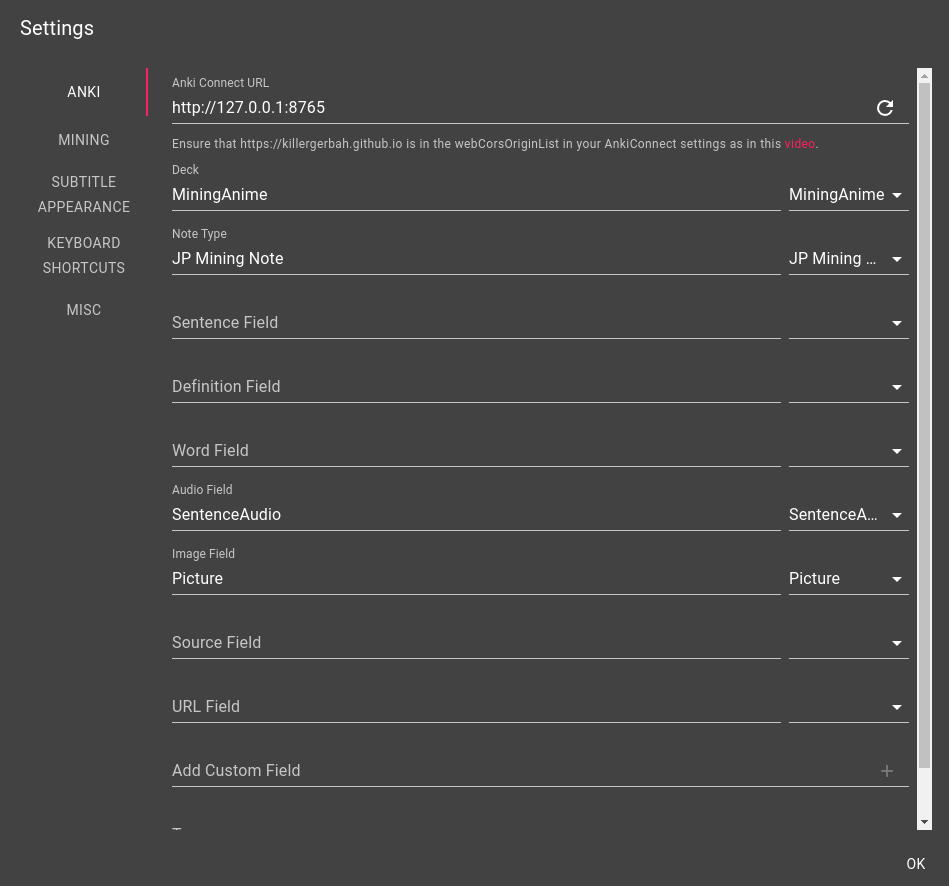 Settings
ANKI
MINING
SUBTITLE
APPEARANCE
KEYBOARD
SHORTCUTS
MISC
Anki Connect URL
http://127.0.0.1:8765
Ensure that https://killergerbah.github.io is in the webCorsOriginList in your AnkiConnect settings as in this video.
Deck
MiningAnime MiningAnime
Note Type
JP Mining Note JP Mining ...
Sentence Field
Definition Field
Word Field
Audio Field
SentenceAudio SentenceA...
Image Field
Picture Picture
Source Field
URL Field
Add Custom Field
OK